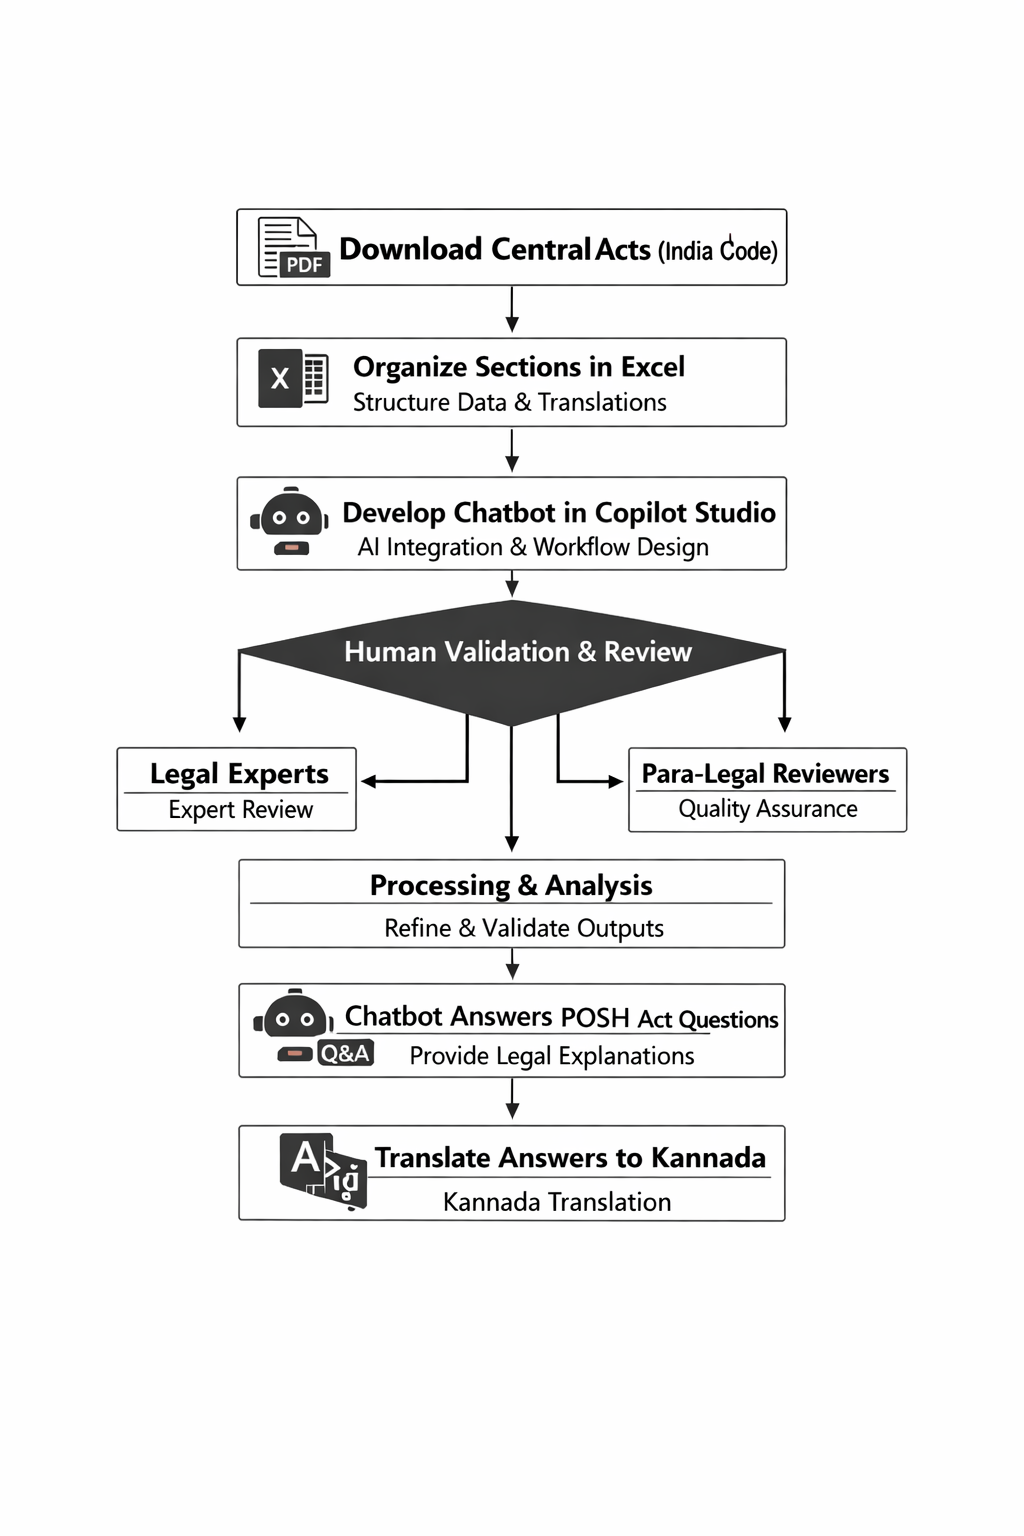 PDF
Download Central Acts (India Code)
X
Organize Sections in Excel
Structure Data & Translations
Develop Chatbot in Copilot Studio
AI Integration & Workflow Design
Human Validation & Review
Legal Experts
Expert Review
Para-Legal Reviewers
Quality Assurance
Processing & Analysis
Refine & Validate Outputs
Chatbot Answers POSH Act Questions
Q&A
Provide Legal Explanations
A
Translate Answers to Kannada
Kannada Translation